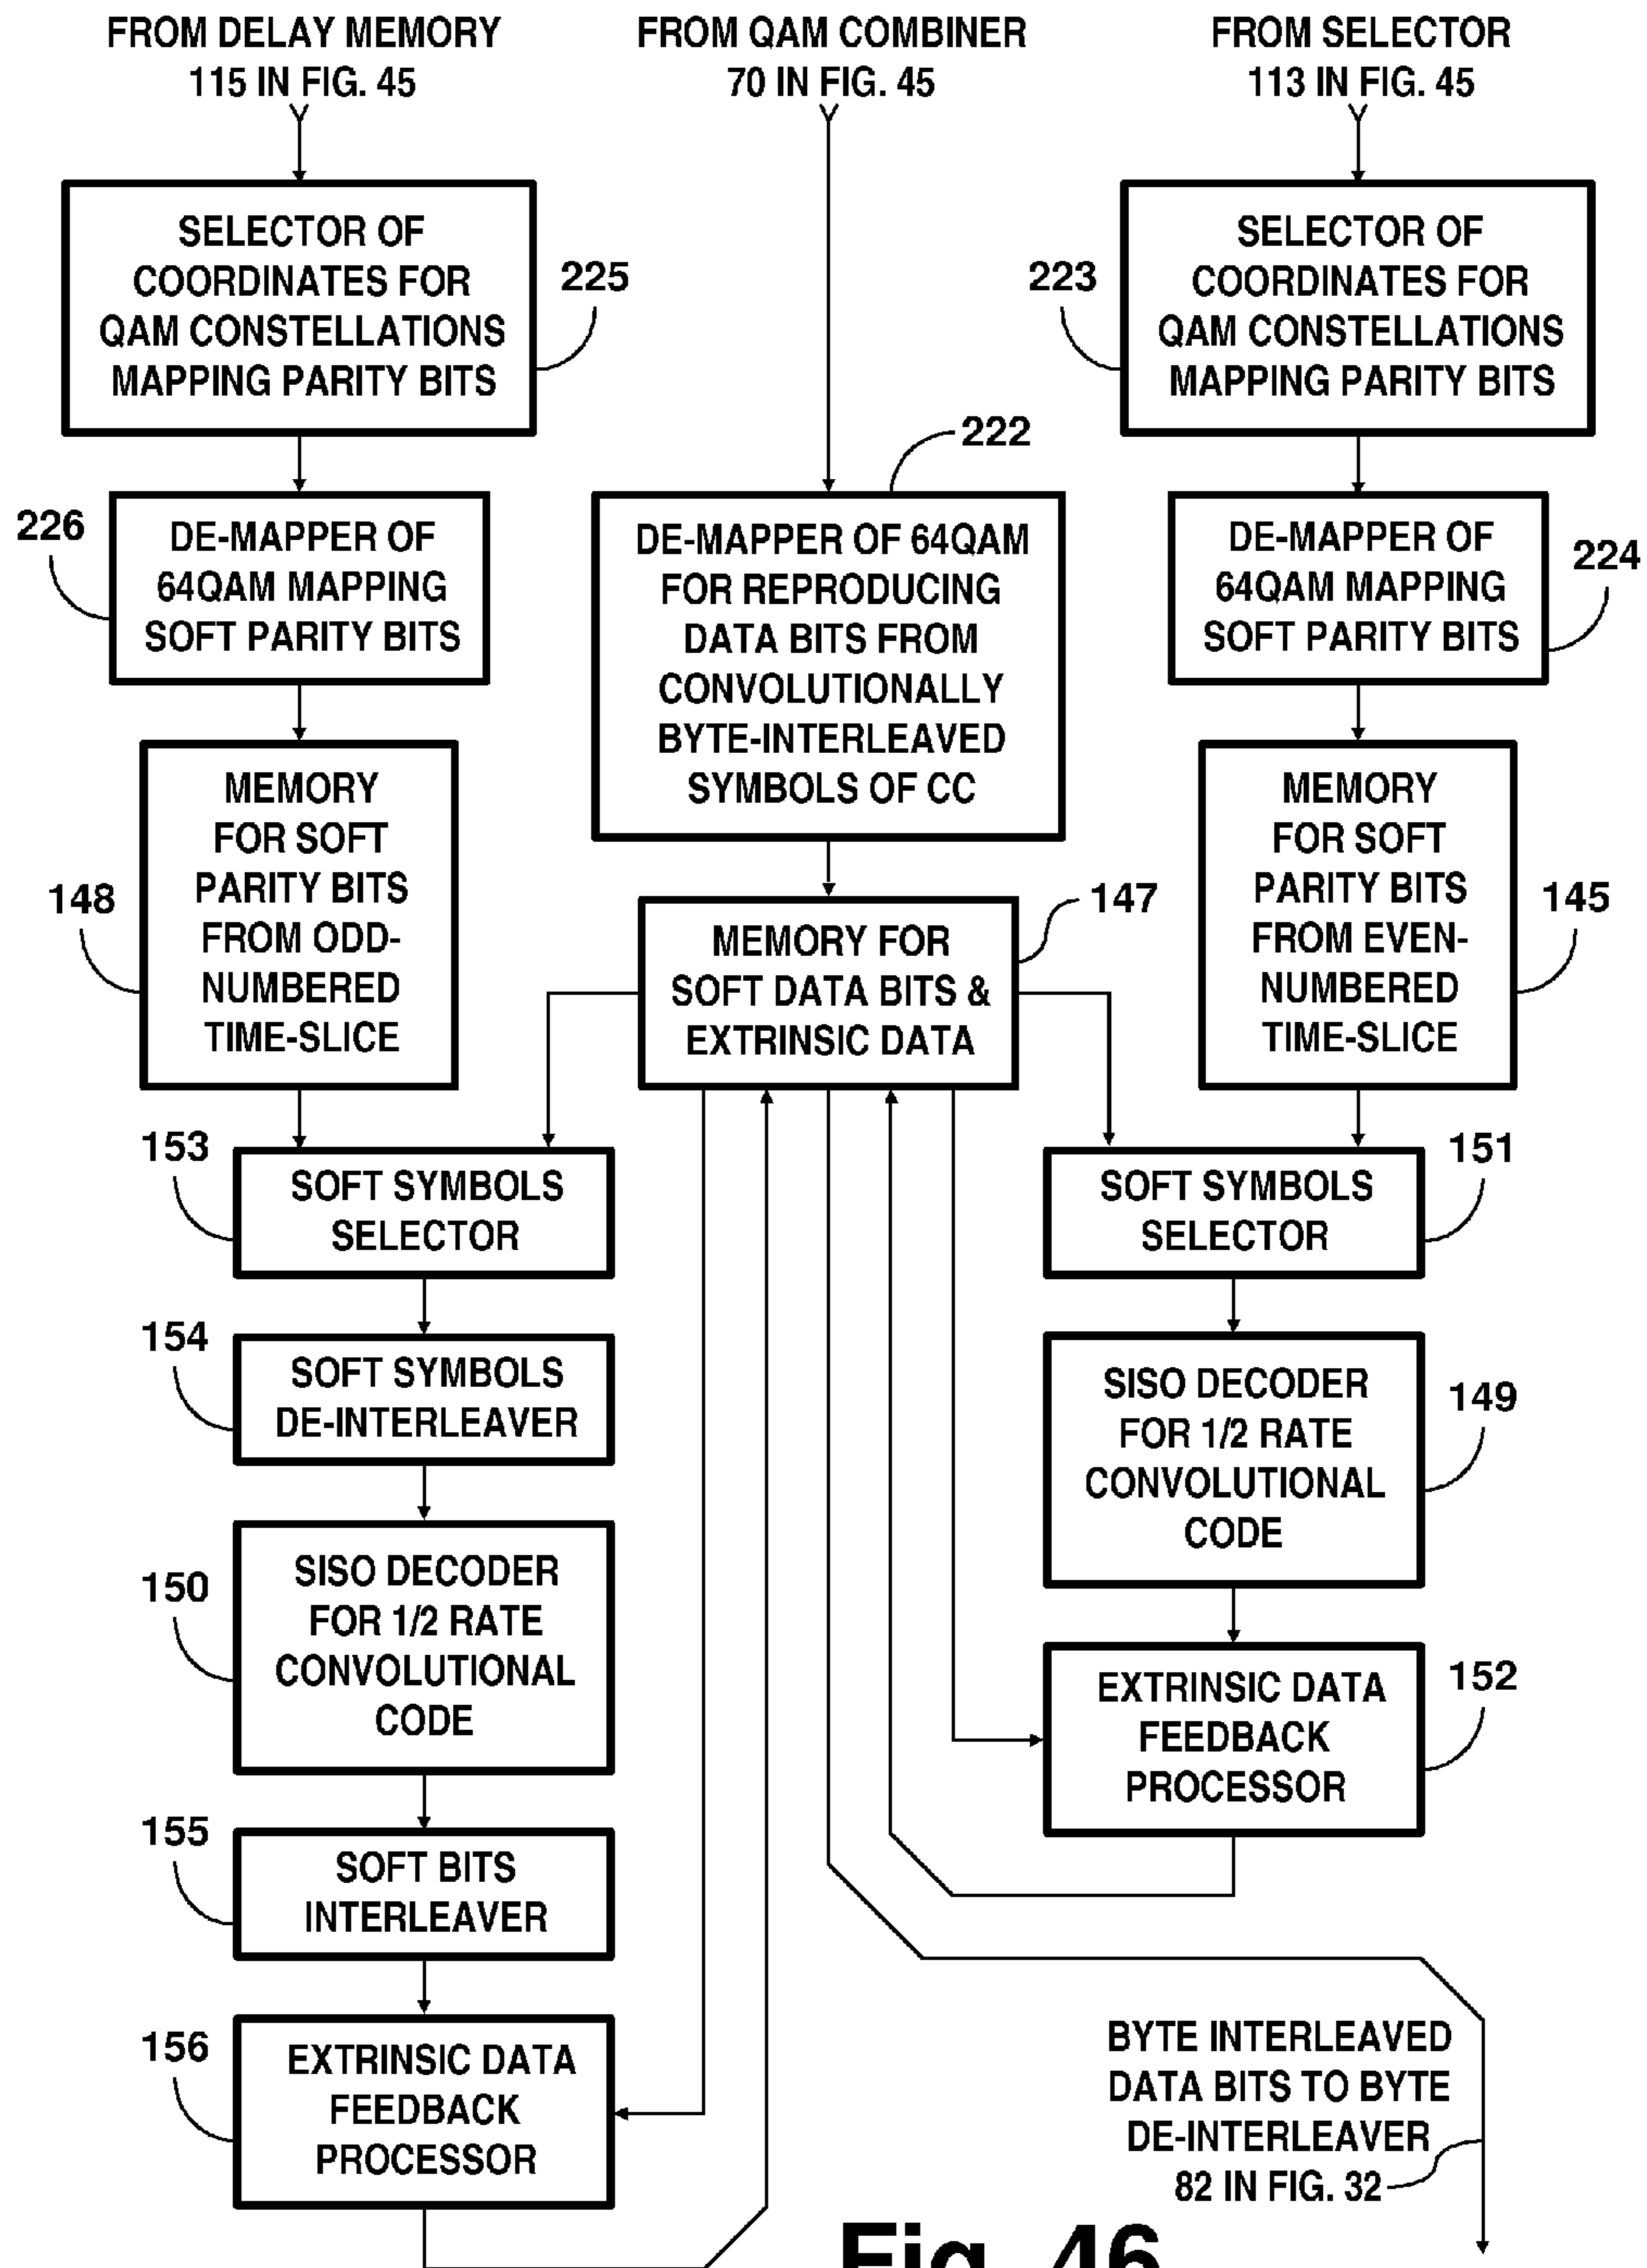 FROM DELAY MEMORY
115 IN FIG. 45
FROM QAM COMBINER
70 IN FIG. 45
FROM SELECTOR
113 IN FIG. 45
SELECTOR OF
COORDINATES FOR
QAM CONSTELLATIONS
MAPPING PARITY BITS
225
223
SELECTOR OF
COORDINATES FOR
QAM CONSTELLATIONS
MAPPING PARITY BITS
226
DE-MAPPER OF
64QAM MAPPING
SOFT PARITY BITS
222
DE-MAPPER OF 64QAM
FOR REPRODUCING
DATA BITS FROM
CONVOLUTIONALLY
BYTE-INTERLEAVED
SYMBOLS OF CC
DE-MAPPER OF
64QAM MAPPING
SOFT PARITY BITS
224
148
MEMORY
FOR SOFT
PARITY BITS
FROM ODD-
NUMBERED
TIME-SLICE
147
MEMORY FOR
SOFT DATA BITS &
EXTRINSIC DATA
MEMORY
FOR SOFT
PARITY BITS
FROM EVEN-
NUMBERED
TIME-SLICE
145
153
SOFT SYMBOLS
SELECTOR
SOFT SYMBOLS
SELECTOR
151
154
SOFT SYMBOLS
DE-INTERLEAVER
SISO DECODER
FOR 1/2 RATE
CONVOLUTIONAL
CODE
149
150
SISO DECODER
FOR 1/2 RATE
CONVOLUTIONAL
CODE
EXTRINSIC DATA
FEEDBACK
PROCESSOR
152
155
SOFT BITS
INTERLEAVER
156
EXTRINSIC DATA
FEEDBACK
PROCESSOR
BYTE INTERLEAVED
DATA BITS TO BYTE
DE-INTERLEAVER
82 IN FIG. 32
Fig. 46